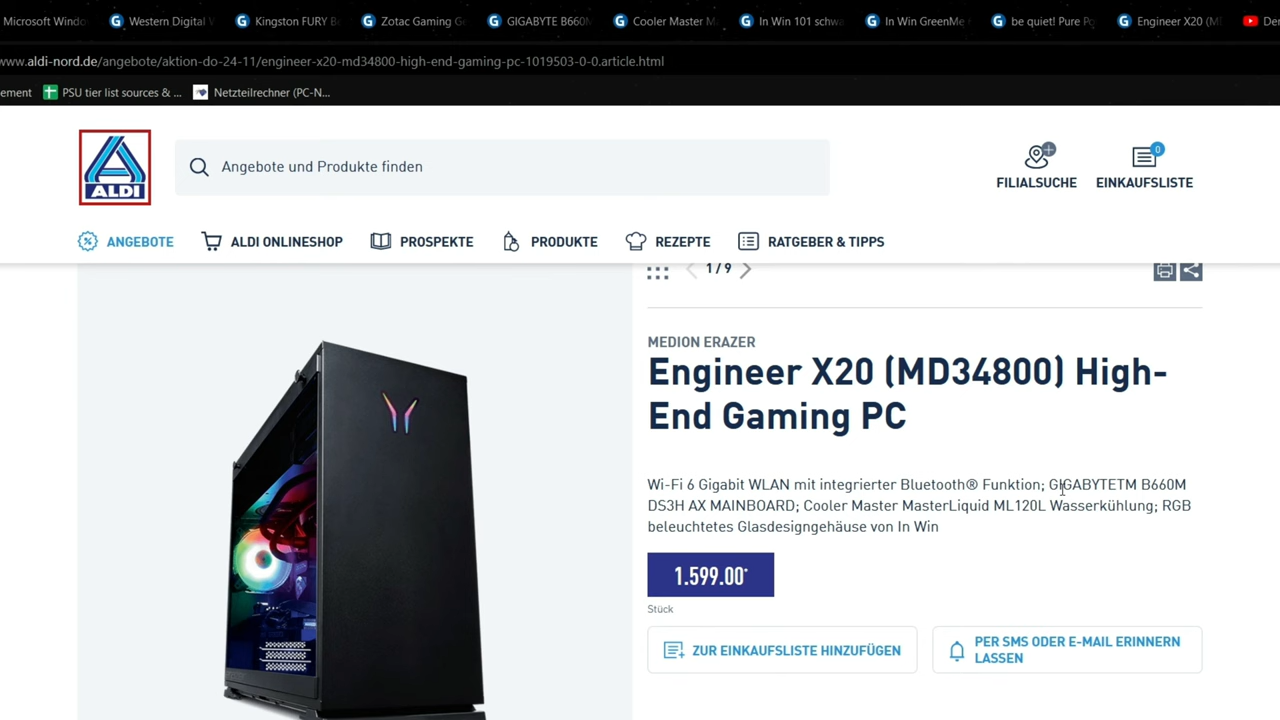 Microsoft Windo
Western Digital
Kingston FURY B
Zotac Gaming G
GIGABYTE B660M
Cooler Master M
In Win 101 schwa
In Win GreenMe
be quiet! Pure Po
Engineer X20 (M
Der
www.aldi-nord.de/angebote/aktion-do-24-11/engineer-x20-md34800-high-end-gaming-pc-1019503-0-0.article.html
ement
PSU tier list sources & ...
Netzteilrechner (PC-N...
ALDI
Angebote und Produkte finden
FILIALSUCHE
0
EINKAUFSLISTE
ANGEBOTE
ALDI ONLINESHOP
PROSPEKTE
PRODUKTE
REZEPTE
RATGEBER & TIPPS
1 / 9
MEDION ERAZER
Engineer X20 (MD34800) High-
End Gaming PC
Wi-Fi 6 Gigabit WLAN mit integrierter Bluetooth® Funktion; GIGABYTETM B660M
DS3H AX MAINBOARD; Cooler Master MasterLiquid ML120L Wasserkühlung; RGB
beleuchtetes Glasdesigngehäuse von In Win
1.599.00*
Stück
ZUR EINKAUFSLISTE HINZUFÜGEN
PER SMS ODER E-MAIL ERINNERN
LASSEN